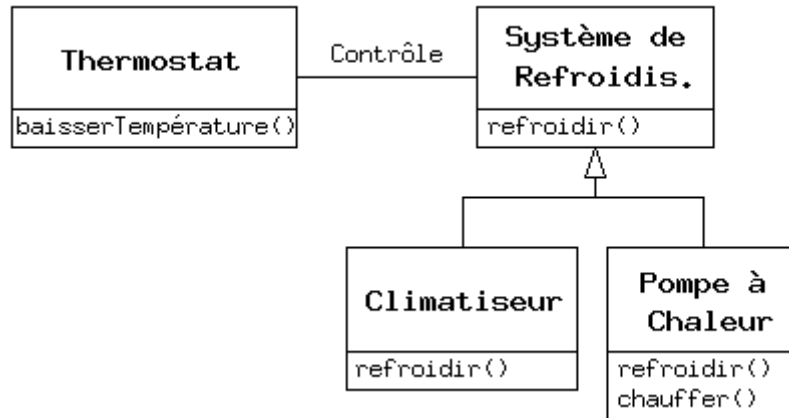 Thermostat
baisserTempérature()
Contrôle
Système de
Refroidis.
refroidir()
Climatiseur
refroidir()
Pompe à
Chaleur
refroidir()
chauffer()